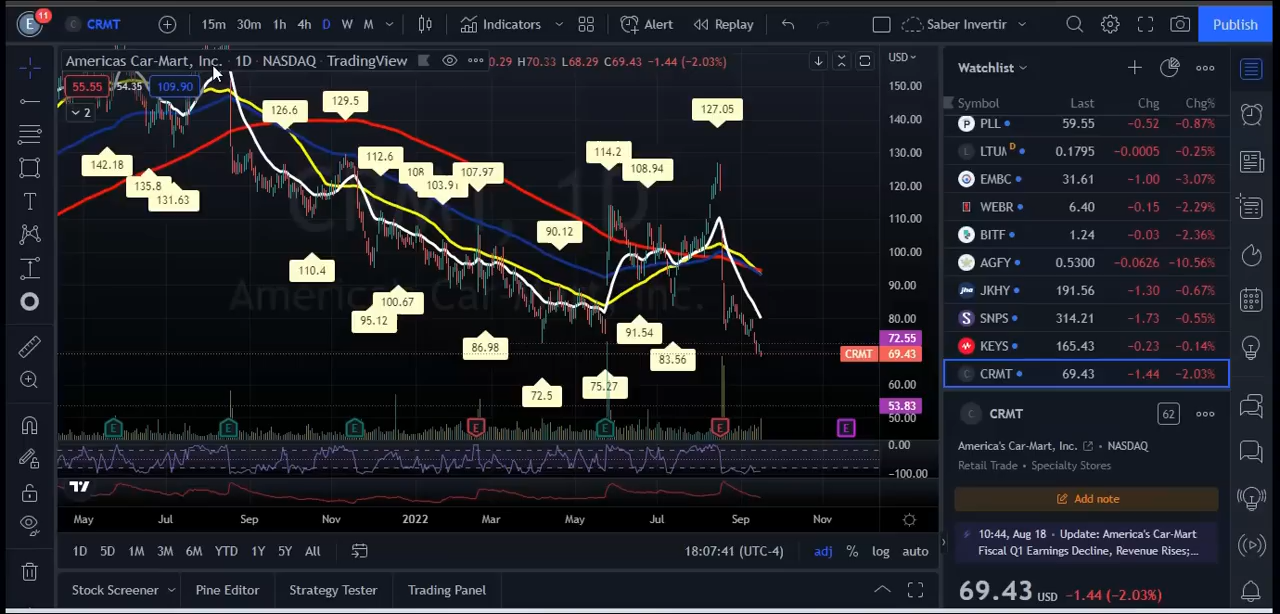 E 11 CRMT 15m 30m 1h 4h D W M Indicators Alert Replay Saber Invertir Publish
Americas Car-Mart, Inc. · 1D · NASDAQ · TradingView 0.29 H70.33 L68.29 C69.43 −1.44 (−2.03%)
55.55 54.35 109.90
2
USD
150.00
140.00
130.00
120.00
110.00
100.00
90.00
80.00
72.55
CRMT 69.43
60.00
53.83
50.00
0.00
−100.00
142.18
135.8
131.63
126.6
129.5
110.4
112.6
108
103.91
107.97
95.12
100.67
86.98
90.12
72.5
75.27
114.2
108.94
91.54
83.56
127.05
CRMT, 1D
Americas Car-Mart, Inc.
E E E E E E E
May Jul Sep Nov 2022 Mar May Jul Sep Nov
1D 5D 1M 3M 6M YTD 1Y 5Y All 18:07:41 (UTC-4) adj % log auto
Stock Screener Pine Editor Strategy Tester Trading Panel
Watchlist
Symbol Last Chg Chg%
PLL 59.55 −0.52 −0.87%
LTUM D 0.1795 −0.0005 −0.25%
EMBC 31.61 −1.00 −3.07%
WEBR 6.40 −0.15 −2.29%
BITF 1.24 −0.03 −2.36%
AGFY 0.5300 −0.0626 −10.56%
JKHY 191.56 −1.30 −0.67%
SNPS 314.21 −1.73 −0.55%
KEYS 165.43 −0.23 −0.14%
CRMT 69.43 −1.44 −2.03%
CRMT 62
America's Car-Mart, Inc. · NASDAQ
Retail Trade · Specialty Stores
Add note
10:44, Aug 18 · Update: America's Car-Mart
Fiscal Q1 Earnings Decline, Revenue Rises;...
69.43 USD −1.44 (−2.03%)